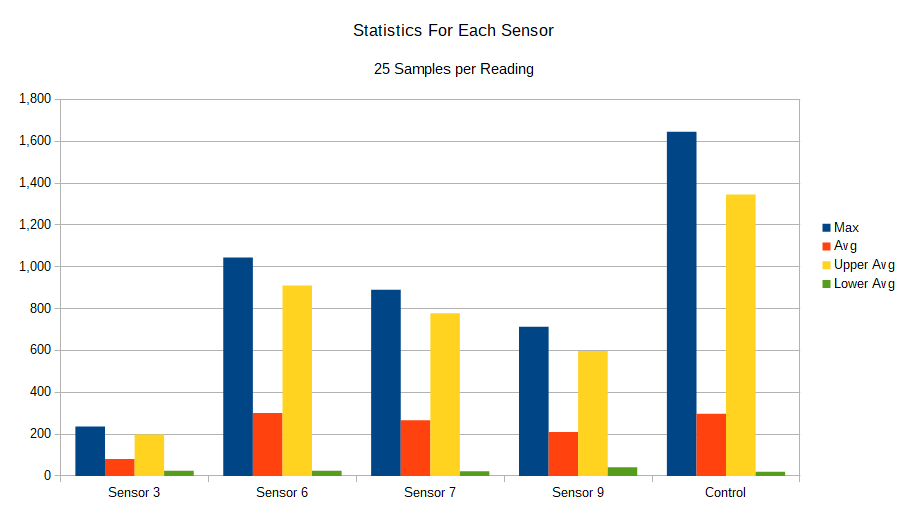 Statistics For Each Sensor
25 Samples per Reading
1,800
1,600
1,400
1,200
1,000
800
600
400
200
0
Sensor 3
Sensor 6
Sensor 7
Sensor 9
Control
Max
Avg
Upper Avg
Lower Avg